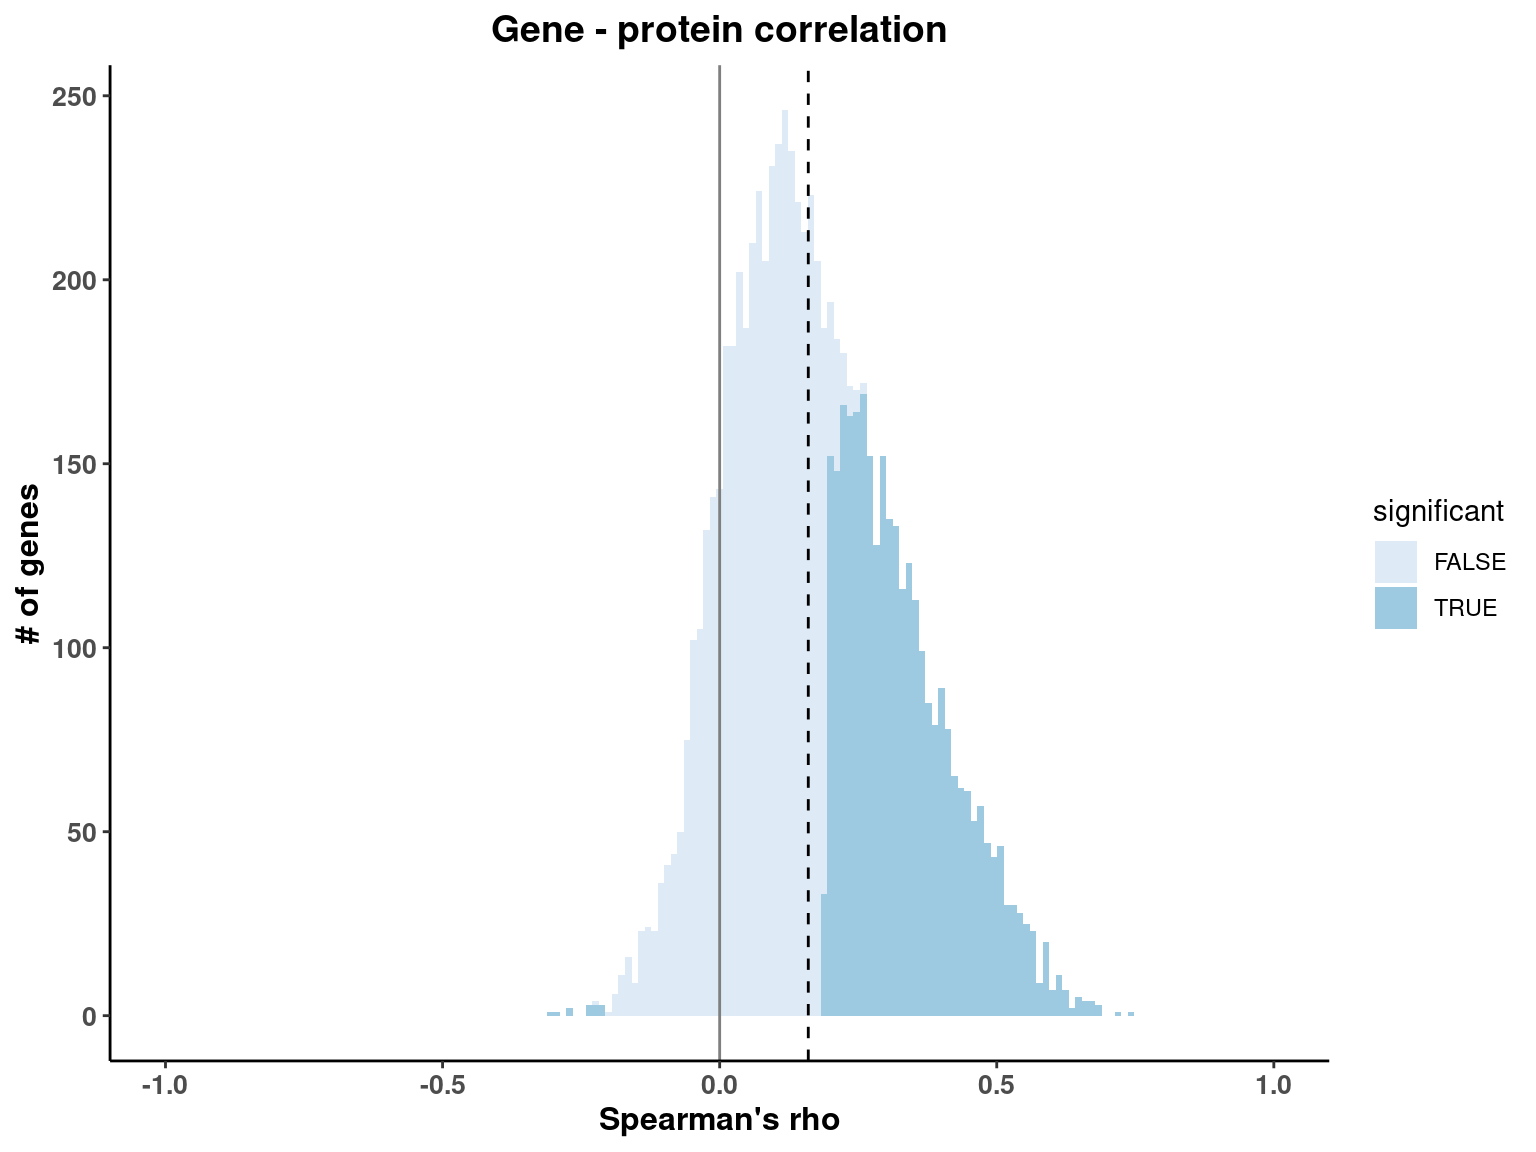 Gene - protein correlation
250
200
150
100
50
0
# of genes
-1.0
-0.5
0.0
0.5
1.0
Spearman's rho
significant
FALSE
TRUE